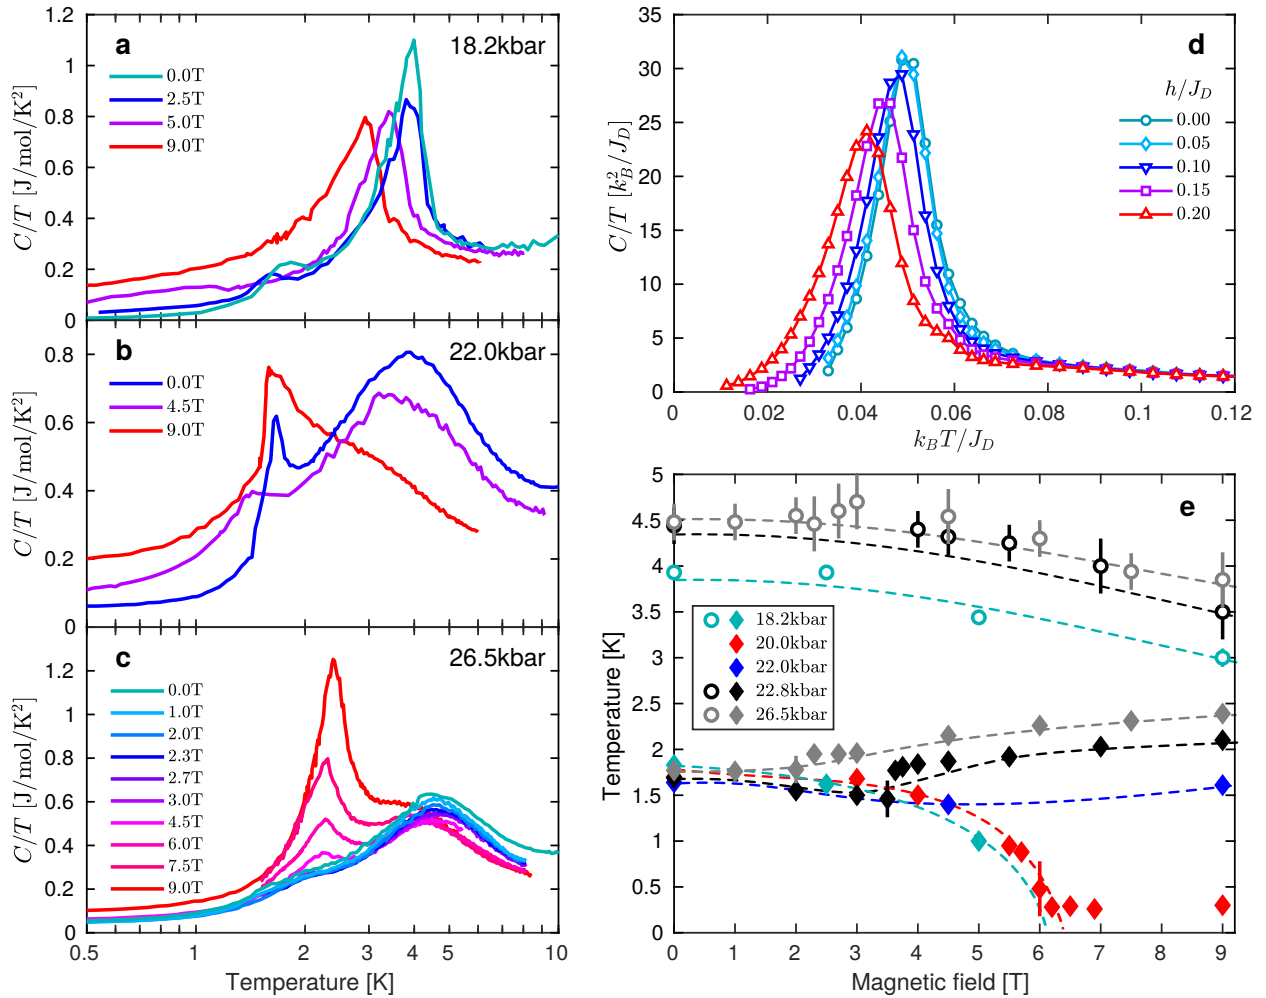 a
18.2kbar
C/T [J/mol/K²]
1.2
1
0.8
0.6
0.4
0.2
0
0.0T
2.5T
5.0T
9.0T
b
22.0kbar
C/T [J/mol/K²]
0.8
0.6
0.4
0.2
0
0.0T
4.5T
9.0T
c
26.5kbar
C/T [J/mol/K²]
1.2
1
0.8
0.6
0.4
0.2
0
0.0T
1.0T
2.0T
2.3T
2.7T
3.0T
4.5T
6.0T
7.5T
9.0T
0.5 1 2 3 4 5 10
Temperature [K]
d
C/T [k_B²/J_D]
35
30
25
20
15
10
5
0
h/J_D
0.00
0.05
0.10
0.15
0.20
0 0.02 0.04 0.06 0.08 0.1 0.12
k_BT/J_D
e
Temperature [K]
5
4.5
4
3.5
3
2.5
2
1.5
1
0.5
0
18.2kbar
20.0kbar
22.0kbar
22.8kbar
26.5kbar
0 1 2 3 4 5 6 7 8 9
Magnetic field [T]